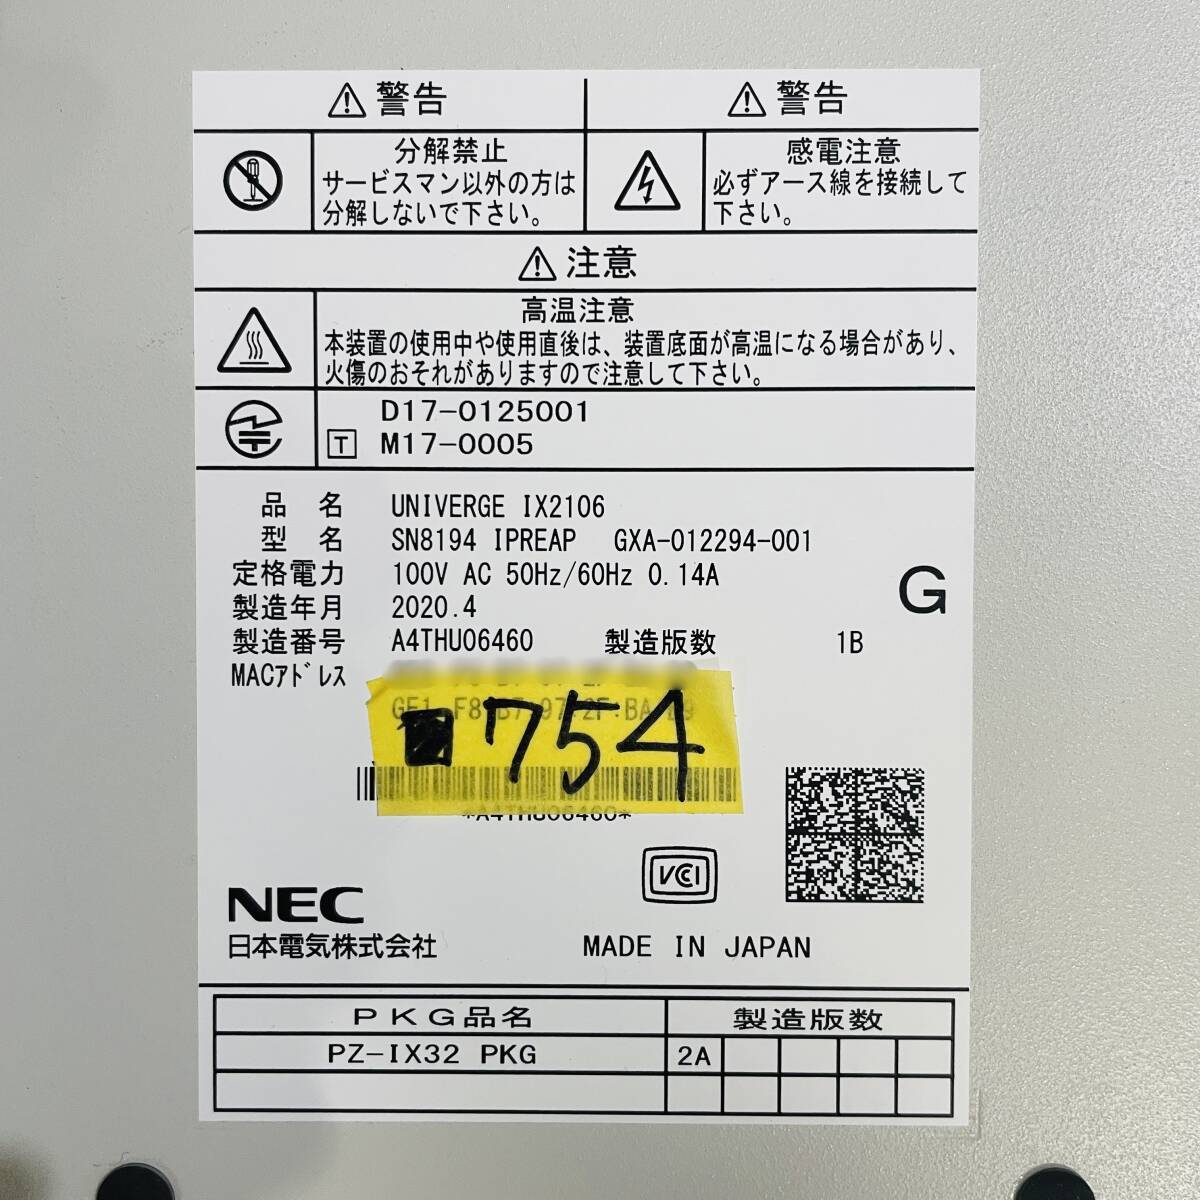 警告
警告
分解禁止
サービスマン以外の方は
分解しないで下さい。
感電注意
必ずアース線を接続して
下さい。
注意
高温注意
本装置の使用中や使用直後は、装置底面が高温になる場合があり、
火傷のおそれがありますので注意して下さい。
D17-0125001
T M17-0005
品名 UNIVERGE IX2106
型名 SN8194 IPREAP GXA-012294-001
定格電力 100V AC 50Hz/60Hz 0.14A
G
製造年月 2020.4
製造番号 A4THU06460 製造版数 1B
MACアドレス
754
*A4THU06460*
VCCI
NEC
日本電気株式会社 MADE IN JAPAN
PKG品名 製造版数
PZ-IX32 PKG 2A